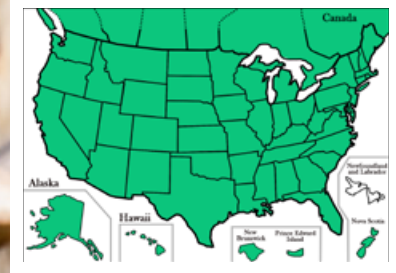 Canada
Alaska
Hawaii
New
Brunswick
Prince Edward
Island
Newfoundland
and Labrador
Nova Scotia